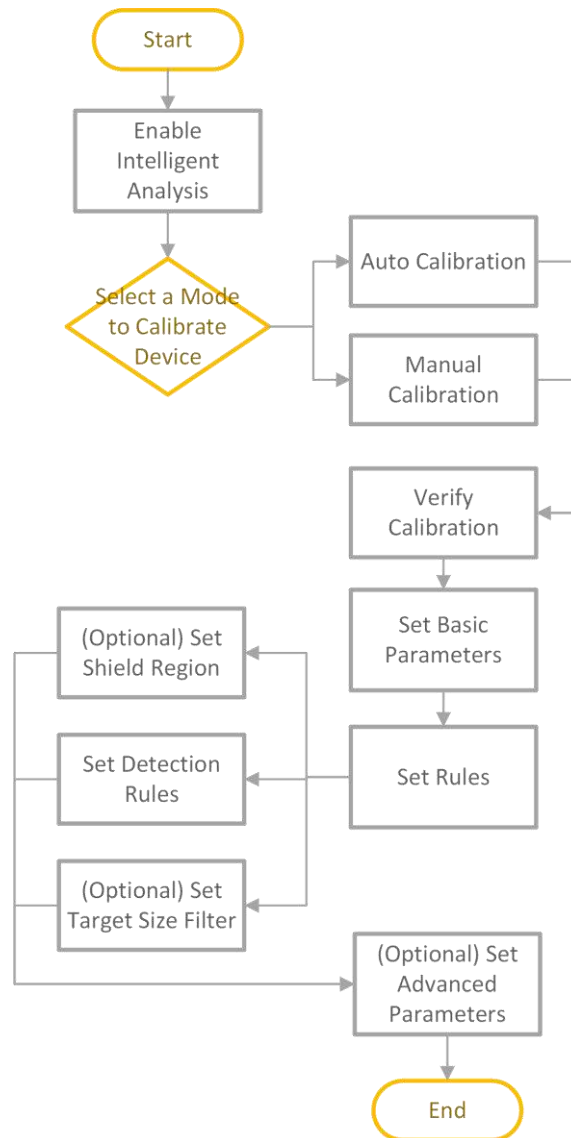 Start
Enable
Intelligent
Analysis
Select a Mode
to Calibrate
Device
Auto Calibration
Manual
Calibration
Verify
Calibration
Set Basic
Parameters
Set Rules
(Optional) Set
Shield Region
Set Detection
Rules
(Optional) Set
Target Size Filter
(Optional) Set
Advanced
Parameters
End